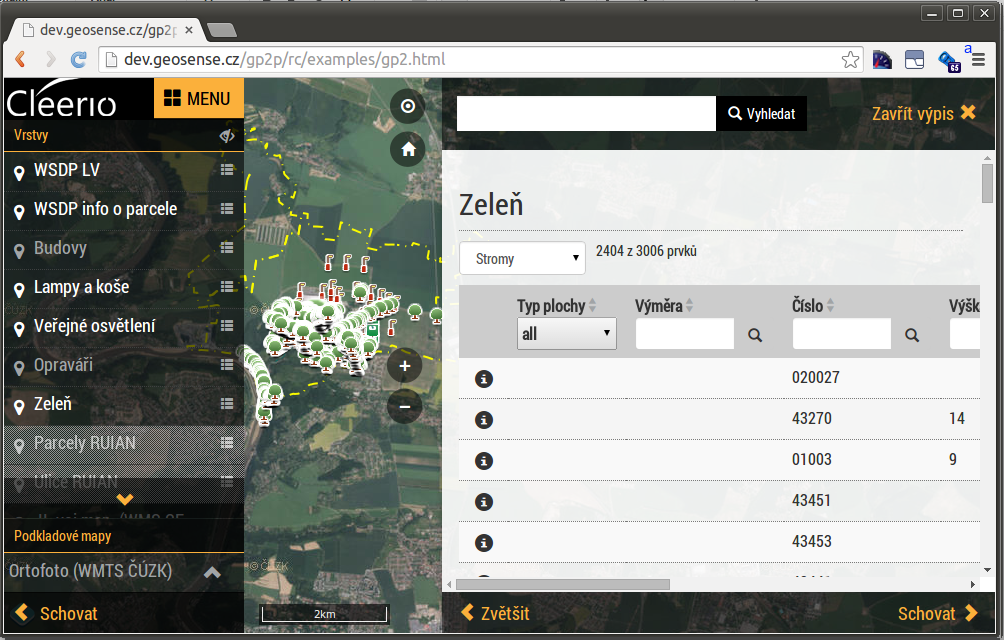 dev.geosense.cz/gp2p
dev.geosense.cz/gp2p/rc/examples/gp2.html
a
65
Cleerio
MENU
Vrstvy
WSDP LV
WSDP info o parcele
Budovy
Lampy a koše
Veřejné osvětlení
Opraváři
Zeleň
Parcely RUIAN
Ulice RUIAN
Podkladové mapy
Ortofoto (WMTS ČÚZK)
Schovat
© ČÚZK
2km
Vyhledat
Zavřít výpis
Zeleň
Stromy
2404 z 3006 prvků
Typ plochy
Výměra
Číslo
Výšk
all
020027
43270
14
01003
9
43451
43453
Zvětšit
Schovat